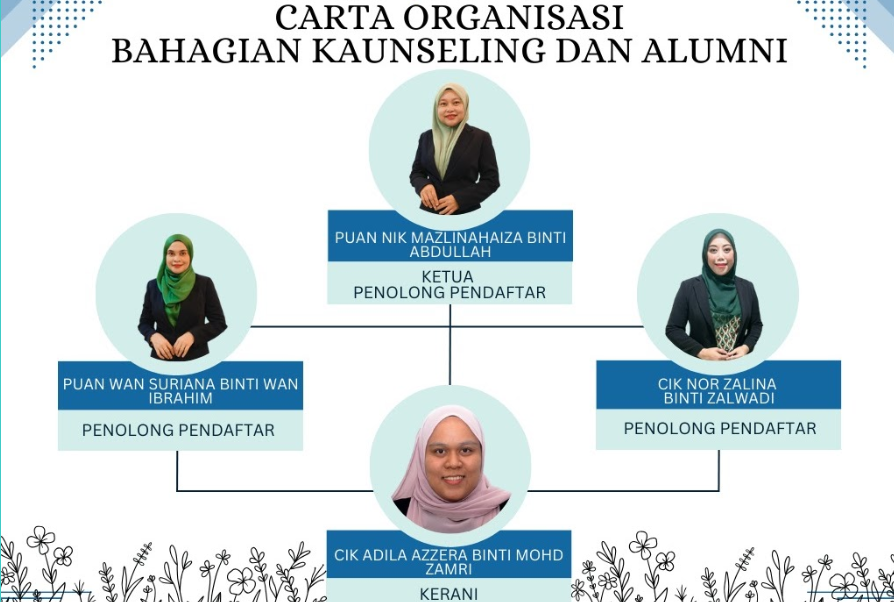 CARTA ORGANISASI
BAHAGIAN KAUNSELING DAN ALUMNI
PUAN NIK MAZLINAHAIZA BINTI
ABDULLAH
KETUA
PENOLONG PENDAFTAR
PUAN WAN SURIANA BINTI WAN
IBRAHIM
PENOLONG PENDAFTAR
CIK NOR ZALINA
BINTI ZALWADI
PENOLONG PENDAFTAR
CIK ADILA AZZERA BINTI MOHD
ZAMRI
KERANI